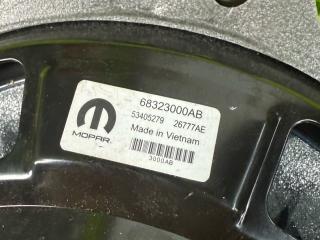 68323000AB
53405279 26777AE
Made in Vietnam
MOPAR
3000AB